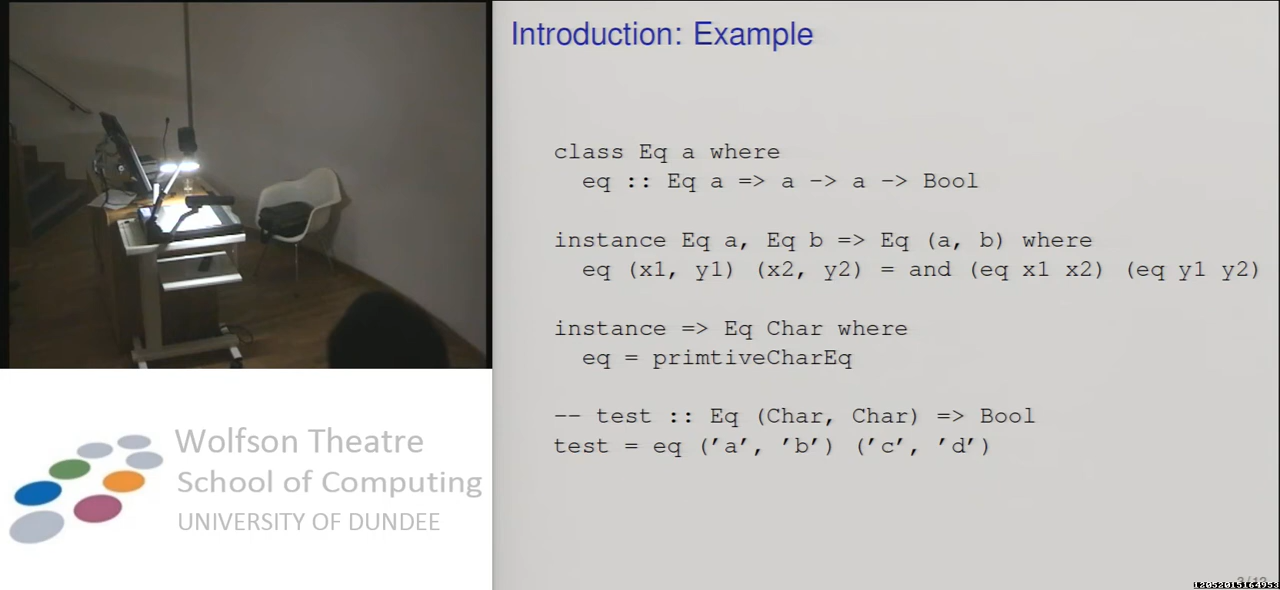 Introduction: Example
class Eq a where
eq :: Eq a => a -> a -> Bool
instance Eq a, Eq b => Eq (a, b) where
eq (x1, y1) (x2, y2) = and (eq x1 x2) (eq y1 y2)
instance => Eq Char where
eq = primtiveCharEq
-- test :: Eq (Char, Char) => Bool
test = eq ('a', 'b') ('c', 'd')
Wolfson Theatre
School of Computing
UNIVERSITY OF DUNDEE